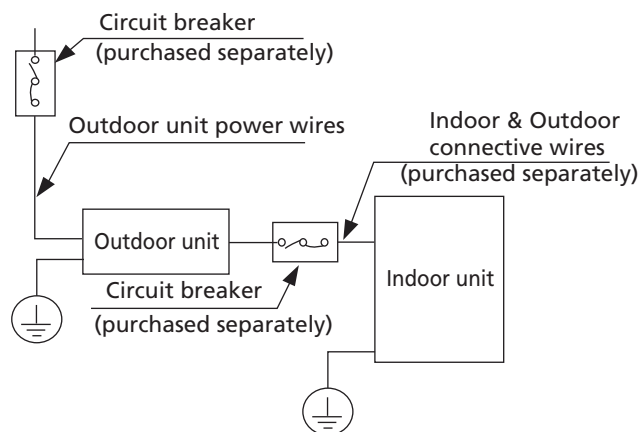 Circuit breaker
(purchased separately)
Outdoor unit power wires
Indoor & Outdoor
connective wires
(purchased separately)
Outdoor unit
Circuit breaker
(purchased separately)
Indoor unit